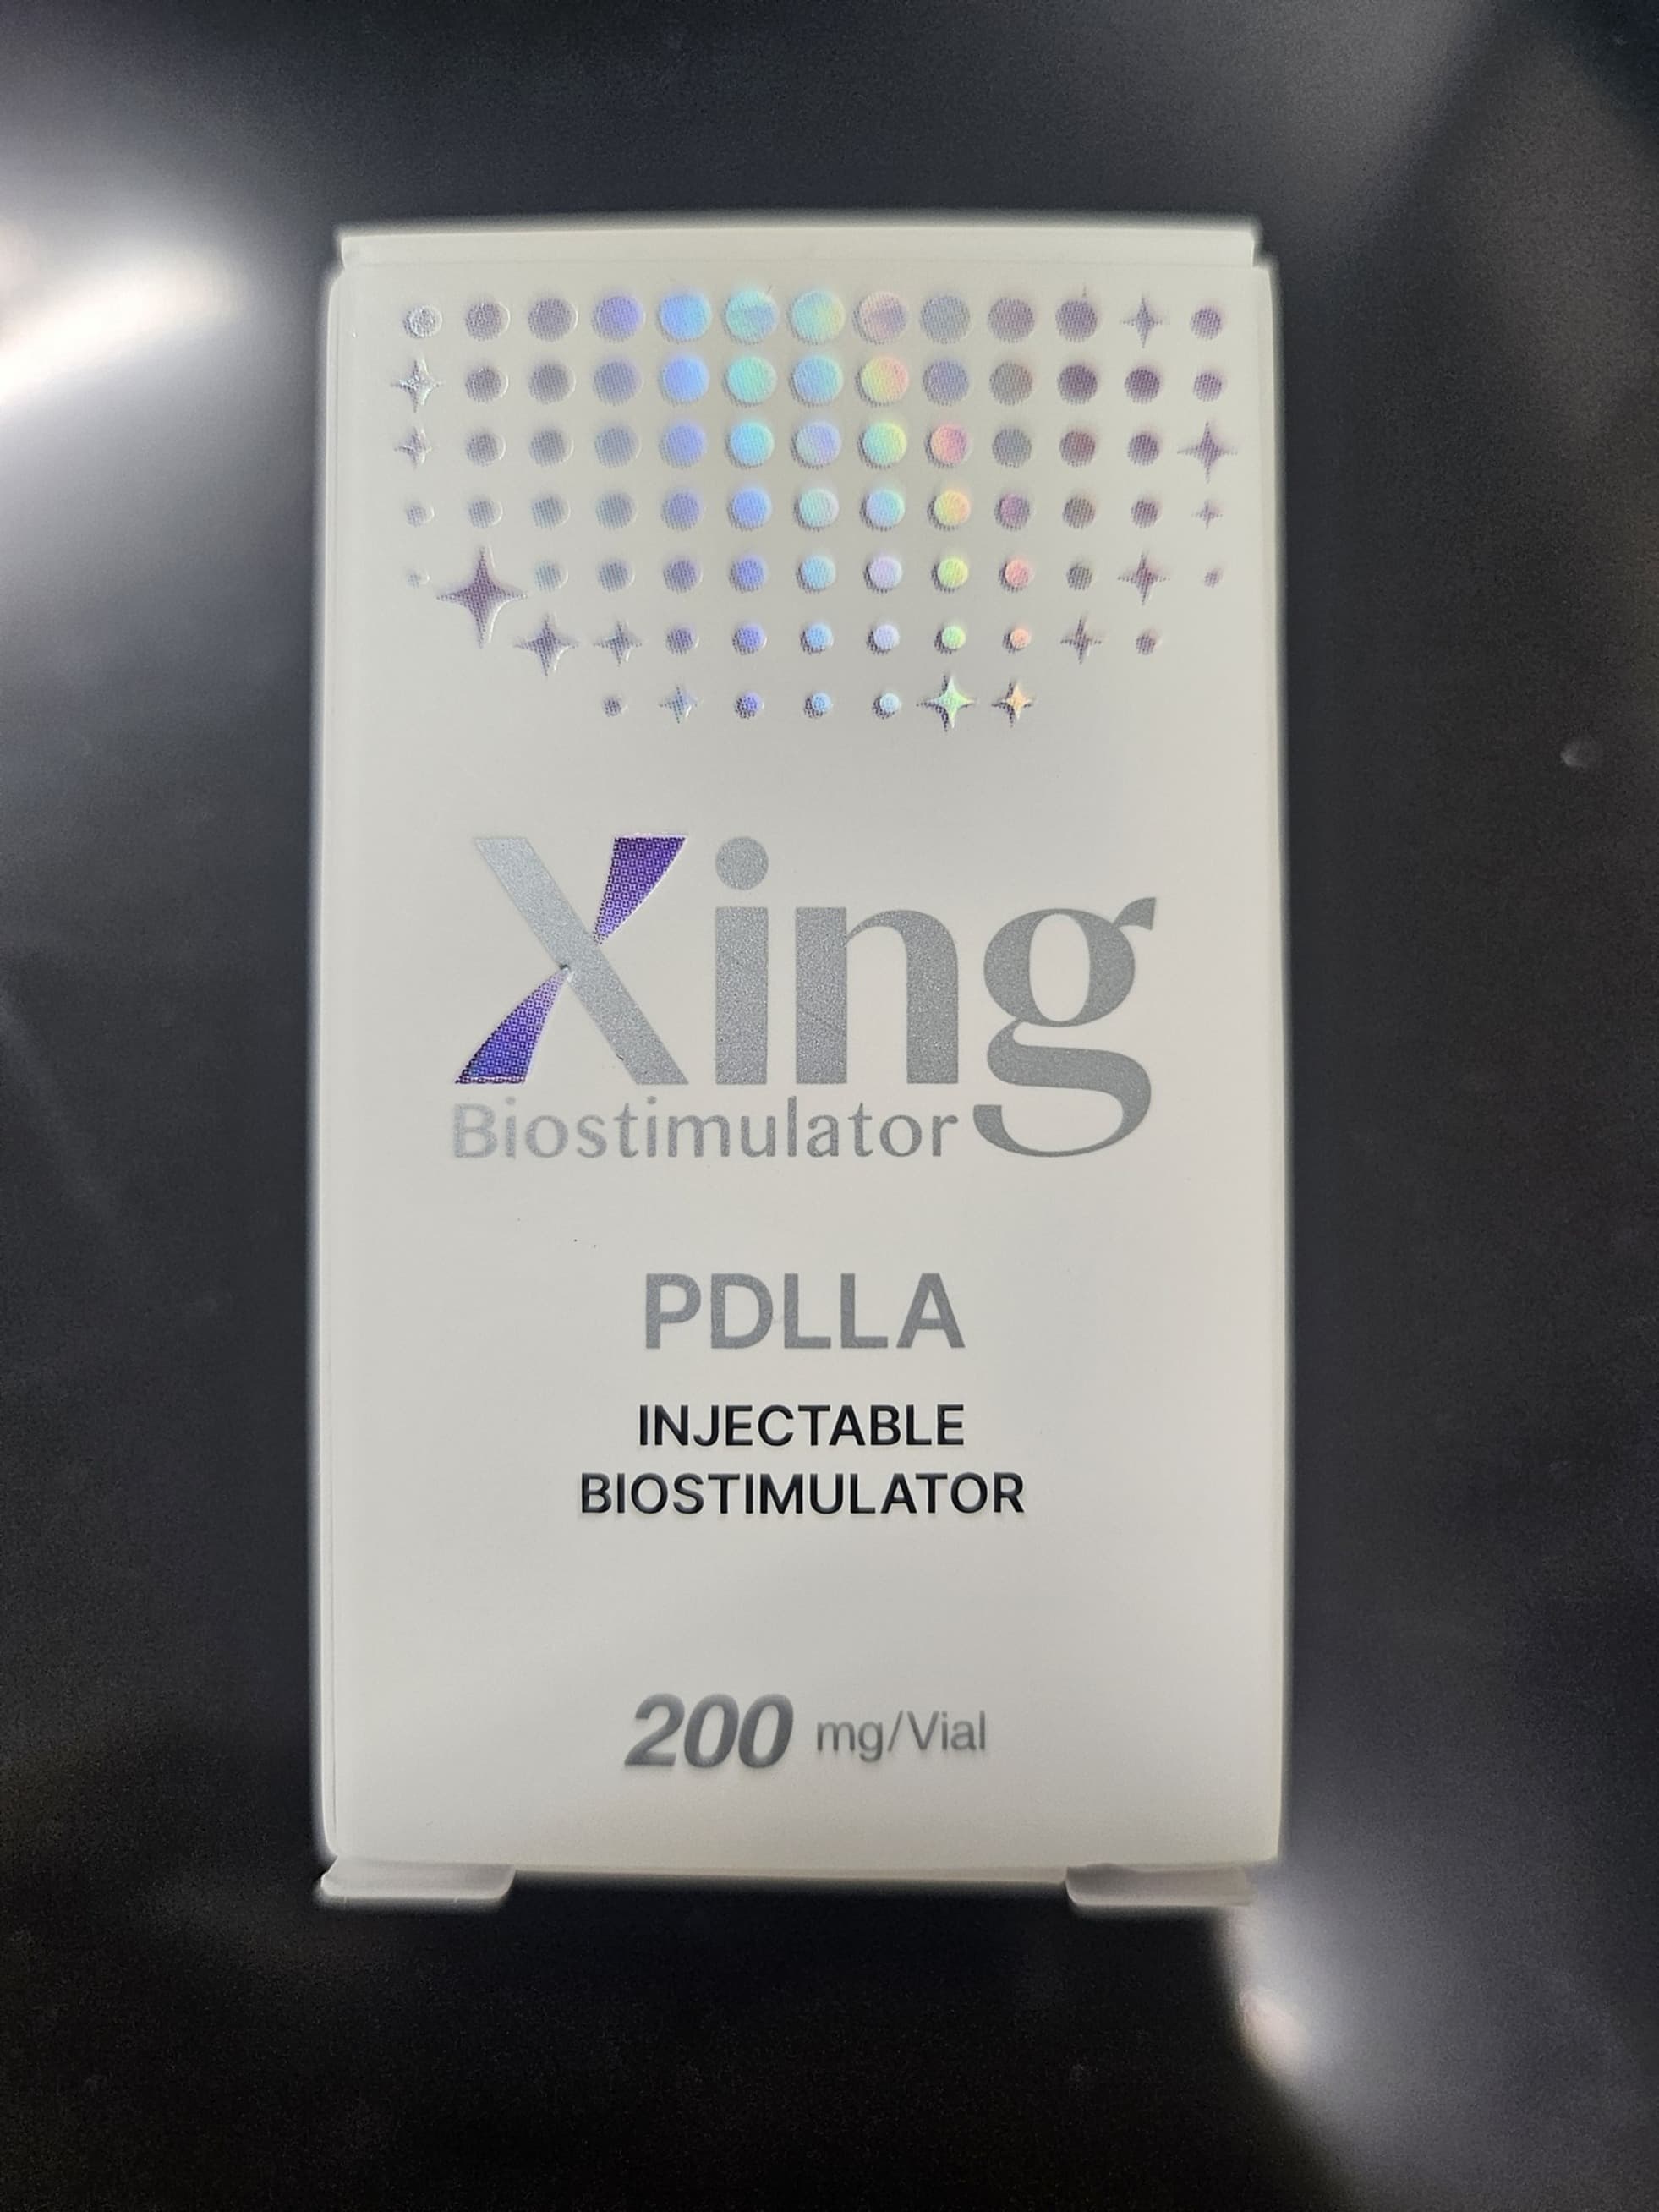 Xing
Biostimulator
PDLLA
INJECTABLE
BIOSTIMULATOR
200 mg/Vial